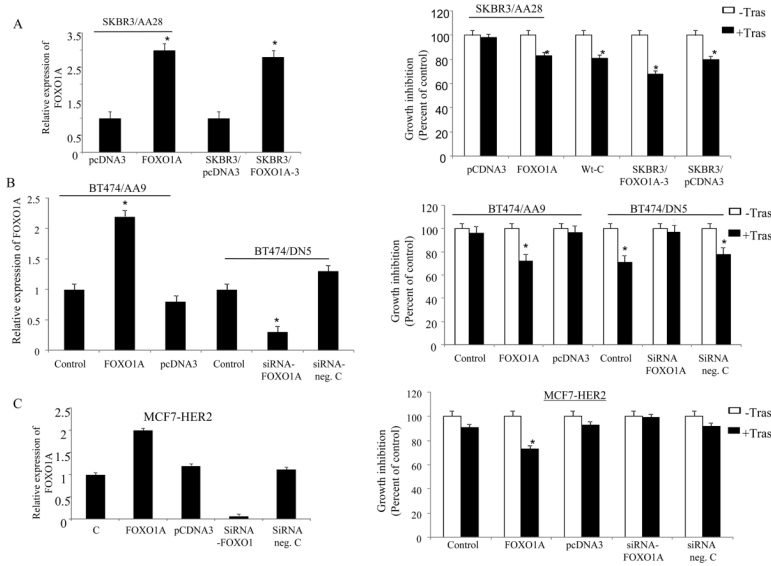 A
SKBR3/AA28
Relative expression of
FOXO1A
3.5
2.5
1.5
0.5
pcDNA3
FOXO1A
SKBR3/
pcDNA3
SKBR3/
FOXO1A-3
*
*
SKBR3/AA28
-Tras
+Tras
Growth inhibition
(Percent of control)
120
100
80
60
40
20
0
pCDNA3
FOXO1A
Wt-C
SKBR3/
FOXO1A-3
SKBR3/
pCDNA3
*
*
*
*
B
BT474/AA9
BT474/DN5
Relative expression of FOXO1A
2.5
2
1.5
1
0.5
0
Control
FOXO1A
pcDNA3
Control
siRNA-
FOXO1A
siRNA-
neg. C
*
*
BT474/AA9
BT474/DN5
-Tras
+Tras
Growth inhibition
(Percent of control)
120
100
80
60
40
20
0
Control
FOXO1A
pcDNA3
Control
SiRNA
FOXO1A
SiRNA
neg. C
*
*
*
C
MCF7-HER2
Relative expression of
FOXO1A
2.5
2
1.5
1
0.5
0
C
FOXO1A
pCDNA3
SiRNA
-FOXO1
SiRNA
neg. C
MCF7-HER2
-Tras
+Tras
Growth inhibition
(Percent of control)
120
100
80
60
40
20
0
Control
FOXO1A
pcDNA3
siRNA-
FOXO1A
siRNA
neg. C
*